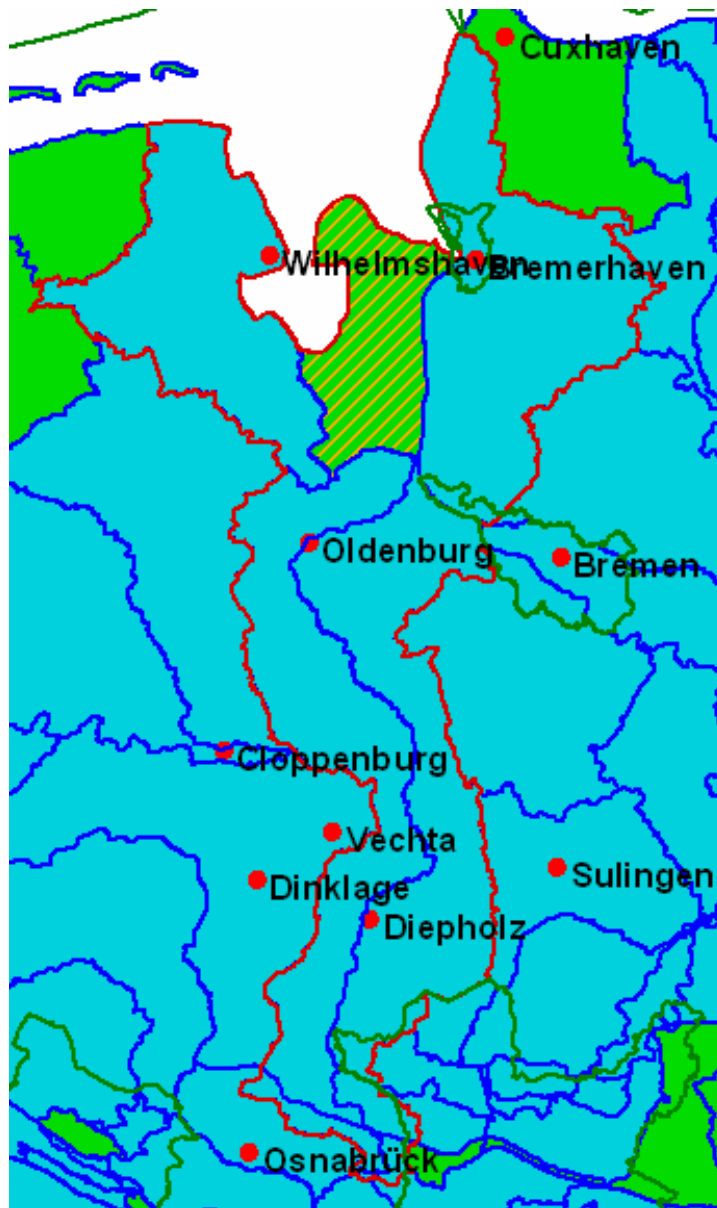 Cuxhaven
Wilhelmshaven
Bremerhaven
Oldenburg
Bremen
Cloppenburg
Vechta
Dinklage
Sulingen
Diepholz
Osnabrück